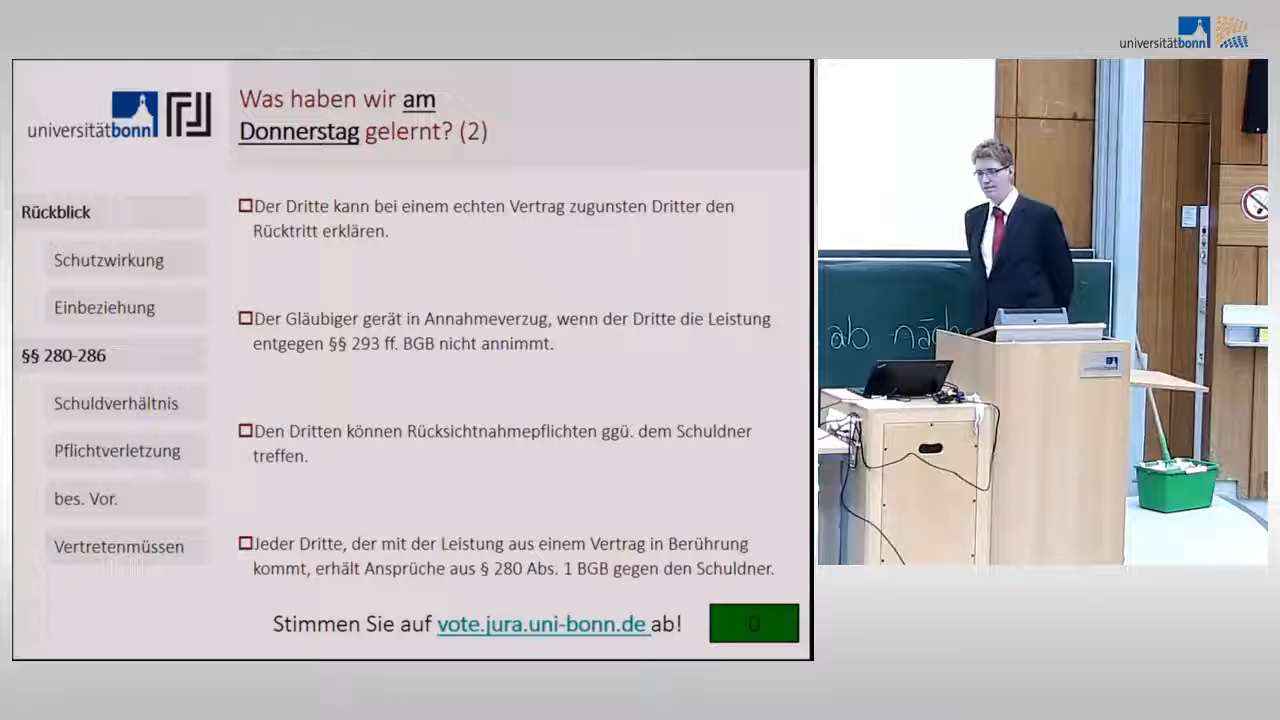 universitätbonn
universitätbonn
Was haben wir am
Donnerstag gelernt? (2)
Rückblick
Schutzwirkung
Einbeziehung
§§ 280-286
Schuldverhältnis
Pflichtverletzung
bes. Vor.
Vertretenmüssen
Der Dritte kann bei einem echten Vertrag zugunsten Dritter den
Rücktritt erklären.
Der Gläubiger gerät in Annahmeverzug, wenn der Dritte die Leistung
entgegen §§ 293 ff. BGB nicht annimmt.
Den Dritten können Rücksichtnahmepflichten ggü. dem Schuldner
treffen.
Jeder Dritte, der mit der Leistung aus einem Vertrag in Berührung
kommt, erhält Ansprüche aus § 280 Abs. 1 BGB gegen den Schuldner.
Stimmen Sie auf vote.jura.uni-bonn.de ab!
0
ab